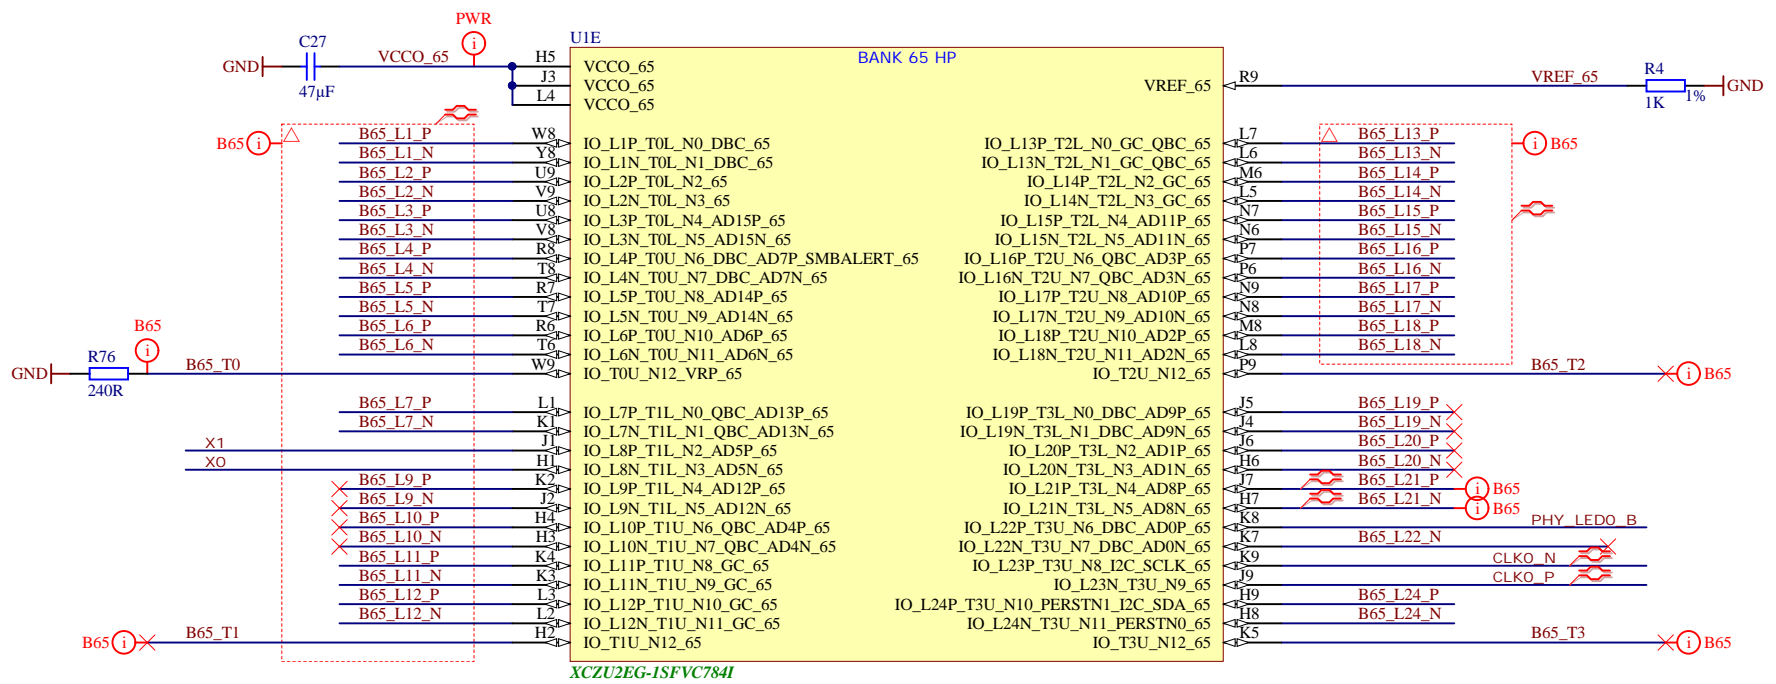 PWR
C27
U1E
VCCO_65
H5
BANK 65 HP
GND
47μF
VCCO_65
J3
VCCO_65
L4
VCCO_65
VREF_65
R9
VREF_65
R4
1K
1%
GND
B65
B65_L1_P W8 IO_L1P_T0L_N0_DBC_65
B65_L1_N Y8 IO_L1N_T0L_N1_DBC_65
B65_L2_P U9 IO_L2P_T0L_N2_65
B65_L2_N V9 IO_L2N_T0L_N3_65
B65_L3_P U8 IO_L3P_T0L_N4_AD15P_65
B65_L3_N V8 IO_L3N_T0L_N5_AD15N_65
B65_L4_P R8 IO_L4P_T0U_N6_DBC_AD7P_SMBALERT_65
B65_L4_N T8 IO_L4N_T0U_N7_DBC_AD7N_65
B65_L5_P R7 IO_L5P_T0U_N8_AD14P_65
B65_L5_N T7 IO_L5N_T0U_N9_AD14N_65
B65_L6_P R6 IO_L6P_T0U_N10_AD6P_65
B65_L6_N T6 IO_L6N_T0U_N11_AD6N_65
B65
R76
GND
240R
B65_T0 W9 IO_T0U_N12_VRP_65
B65_L7_P L1 IO_L7P_T1L_N0_QBC_AD13P_65
B65_L7_N K1 IO_L7N_T1L_N1_QBC_AD13N_65
X1 J1 IO_L8P_T1L_N2_AD5P_65
X0 H1 IO_L8N_T1L_N3_AD5N_65
B65_L9_P K2 IO_L9P_T1L_N4_AD12P_65
B65_L9_N J2 IO_L9N_T1L_N5_AD12N_65
B65_L10_P H4 IO_L10P_T1U_N6_QBC_AD4P_65
B65_L10_N H3 IO_L10N_T1U_N7_QBC_AD4N_65
B65_L11_P K4 IO_L11P_T1U_N8_GC_65
B65_L11_N K3 IO_L11N_T1U_N9_GC_65
B65_L12_P L3 IO_L12P_T1U_N10_GC_65
B65_L12_N L2 IO_L12N_T1U_N11_GC_65
B65 B65_T1 H2 IO_T1U_N12_65
IO_L13P_T2L_N0_GC_QBC_65 L7 B65_L13_P B65
IO_L13N_T2L_N1_GC_QBC_65 L6 B65_L13_N
IO_L14P_T2L_N2_GC_65 M6 B65_L14_P
IO_L14N_T2L_N3_GC_65 L5 B65_L14_N
IO_L15P_T2L_N4_AD11P_65 N7 B65_L15_P
IO_L15N_T2L_N5_AD11N_65 N6 B65_L15_N
IO_L16P_T2U_N6_QBC_AD3P_65 P7 B65_L16_P
IO_L16N_T2U_N7_QBC_AD3N_65 P6 B65_L16_N
IO_L17P_T2U_N8_AD10P_65 N9 B65_L17_P
IO_L17N_T2U_N9_AD10N_65 N8 B65_L17_N
IO_L18P_T2U_N10_AD2P_65 M8 B65_L18_P
IO_L18N_T2U_N11_AD2N_65 L8 B65_L18_N
IO_T2U_N12_65 P9 B65_T2 B65
IO_L19P_T3L_N0_DBC_AD9P_65 J5 B65_L19_P
IO_L19N_T3L_N1_DBC_AD9N_65 J4 B65_L19_N
IO_L20P_T3L_N2_AD1P_65 J6 B65_L20_P
IO_L20N_T3L_N3_AD1N_65 H6 B65_L20_N
IO_L21P_T3L_N4_AD8P_65 J7 B65_L21_P B65
IO_L21N_T3L_N5_AD8N_65 H7 B65_L21_N B65
IO_L22P_T3U_N6_DBC_AD0P_65 K8 PHY_LED0_B
IO_L22N_T3U_N7_DBC_AD0N_65 K7 B65_L22_N
IO_L23P_T3U_N8_I2C_SCLK_65 K9 CLK0_N
IO_L23N_T3U_N9_65 J9 CLK0_P
IO_L24P_T3U_N10_PERSTN1_I2C_SDA_65 H9 B65_L24_P
IO_L24N_T3U_N11_PERSTN0_65 H8 B65_L24_N
IO_T3U_N12_65 K5 B65_T3 B65
XCZU2EG-1SFVC784I